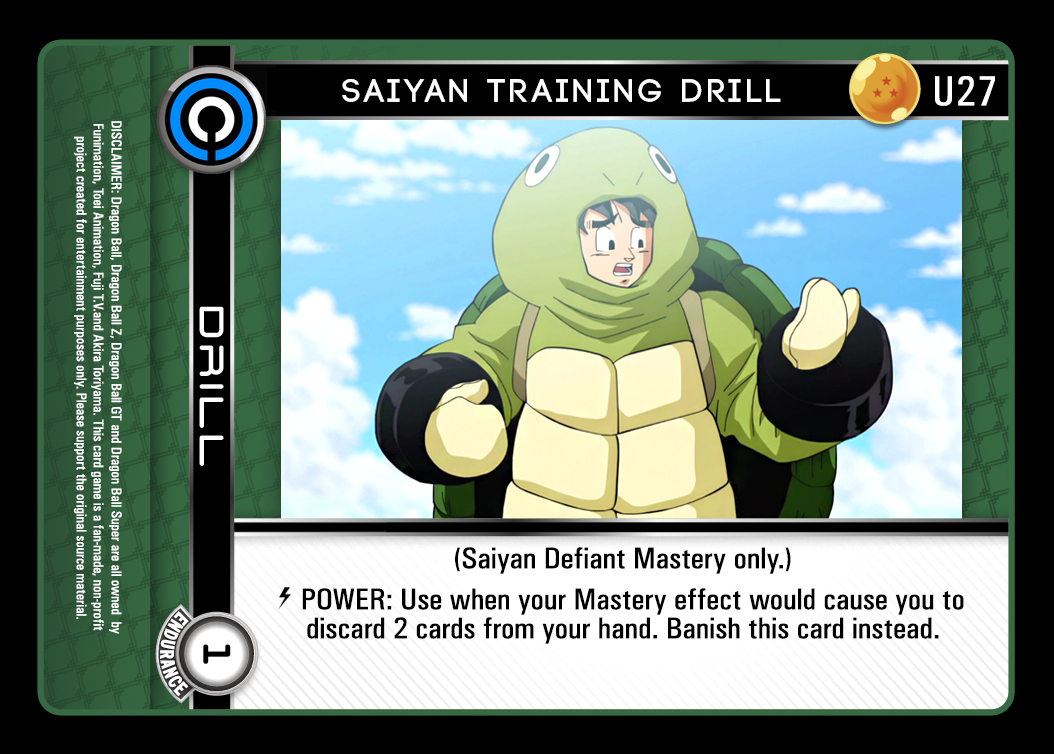 SAIYAN TRAINING DRILL
U27
DISCLAIMER: Dragon Ball, Dragon Ball Z, Dragon Ball GT and Dragon Ball Super are all owned by
Funimation, Toei Animation, Fuji T.V.and Akira Toriyama. This card game is a fan-made, non-profit
project created for entertainment purposes only. Please support the original source material.
DRILL
(Saiyan Defiant Mastery only.)
POWER: Use when your Mastery effect would cause you to
discard 2 cards from your hand. Banish this card instead.
1
ENDURANCE